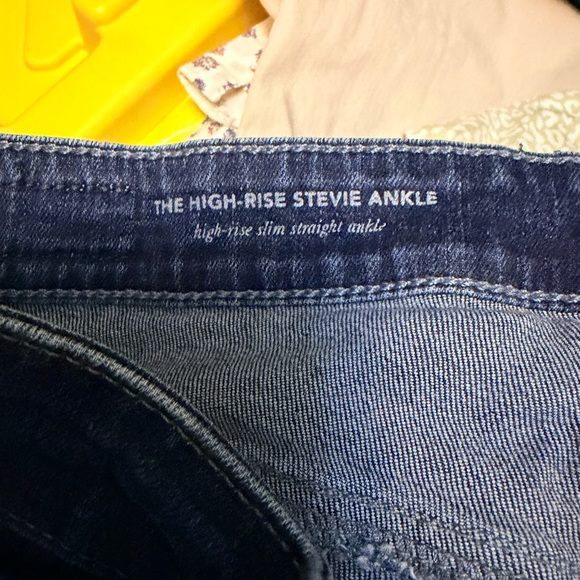 THE HIGH-RISE STEVIE ANKLE
high-rise slim straight ankle